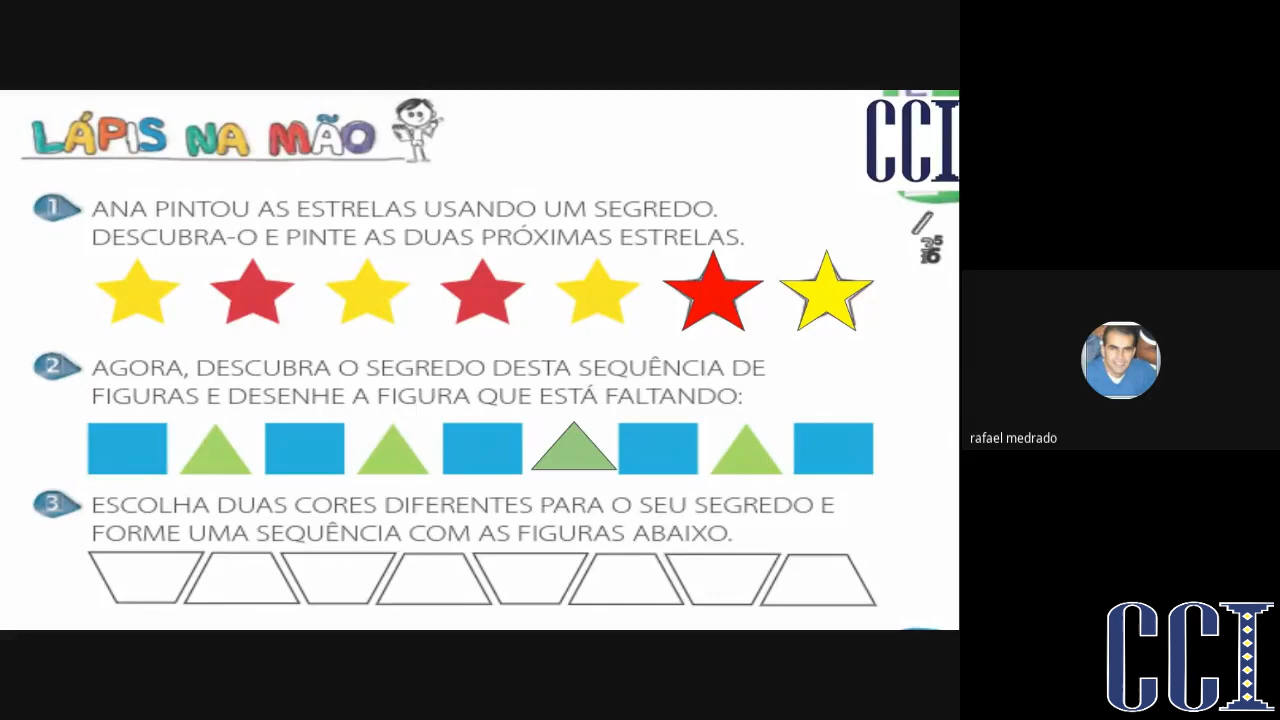 LÁPIS NA MÃO
CCI
1 ANA PINTOU AS ESTRELAS USANDO UM SEGREDO.
DESCUBRA-O E PINTE AS DUAS PRÓXIMAS ESTRELAS.
2 AGORA, DESCUBRA O SEGREDO DESTA SEQUÊNCIA DE
FIGURAS E DESENHE A FIGURA QUE ESTÁ FALTANDO:
3 ESCOLHA DUAS CORES DIFERENTES PARA O SEU SEGREDO E
FORME UMA SEQUÊNCIA COM AS FIGURAS ABAIXO.
rafael medrado
CCI